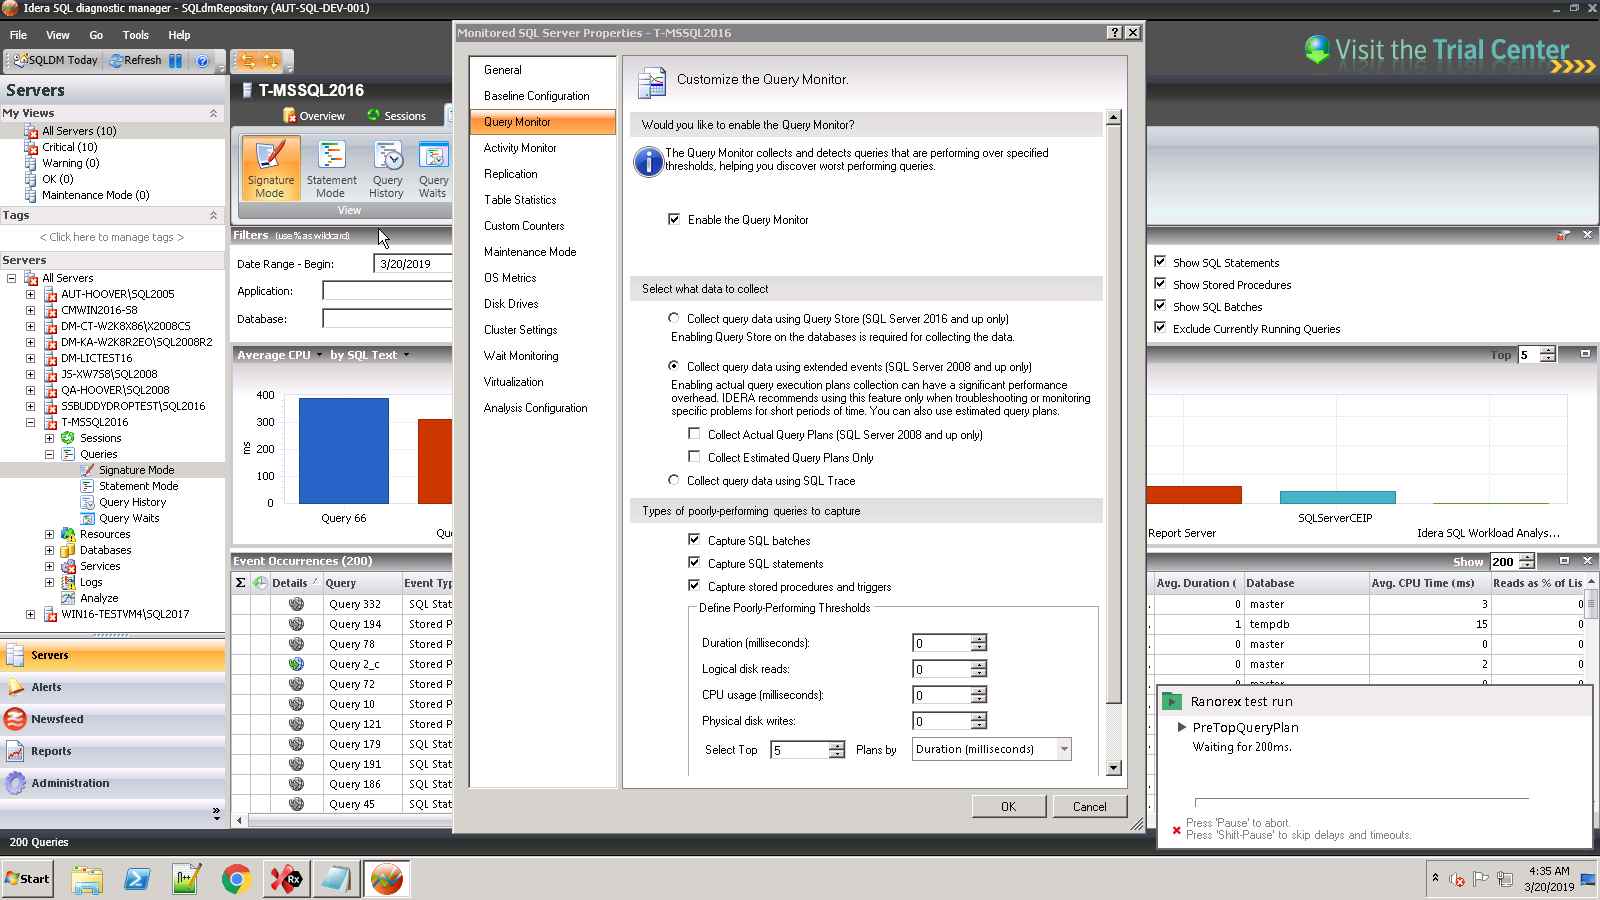 Idera SQL diagnostic manager - SQLdmRepository (AUT-SQL-DEV-001)
File View Go Tools Help
SQLDM Today Refresh
Visit the Trial Center
Servers
My Views
All Servers (10)
Critical (10)
Warning (0)
OK (0)
Maintenance Mode (0)
Tags
< Click here to manage tags >
Servers
All Servers
AUT-HOOVER\SQL2005
CMWIN2016-58
DM-CT-W2K8X86\X2008CS
DM-KA-W2K8R2EO\SQL2008R2
DM-LICTEST16
JS-XW7S8\SQL2008
QA-HOOVER\SQL2008
SSBUDDYDROPTEST\SQL2016
T-MSSQL2016
Sessions
Queries
Signature Mode
Statement Mode
Query History
Query Waits
Resources
Databases
Services
Logs
Analyze
WIN16-TESTVM4\SQL2017
Servers
Alerts
Newsfeed
Reports
Administration
200 Queries
T-MSSQL2016
Overview Sessions
Signature Mode
Statement Mode
Query History
Query Waits
View
Filters (use % as wildcard)
Date Range - Begin: 3/20/2019
Application:
Database:
Average CPU by SQL Text
400
300
200
100
0
ms
Query 66
Event Occurrences (200)
Σ Details Query Event Typ
Query 332 SQL Stat
Query 194 Stored P
Query 78 Stored P
Query 2_c Stored P
Query 72 Stored P
Query 10 Stored P
Query 121 Stored P
Query 179 SQL Stat
Query 191 SQL Stat
Query 186 SQL Stat
Query 45 SQL Stat
Monitored SQL Server Properties - T-MSSQL2016
General
Baseline Configuration
Query Monitor
Activity Monitor
Replication
Table Statistics
Custom Counters
Maintenance Mode
OS Metrics
Disk Drives
Cluster Settings
Wait Monitoring
Virtualization
Analysis Configuration
Customize the Query Monitor.
Would you like to enable the Query Monitor?
The Query Monitor collects and detects queries that are performing over specified
thresholds, helping you discover worst performing queries.
Enable the Query Monitor
Select what data to collect
Collect query data using Query Store (SQL Server 2016 and up only)
Enabling Query Store on the databases is required for collecting the data.
Collect query data using extended events (SQL Server 2008 and up only)
Enabling actual query execution plans collection can have a significant performance
overhead. IDERA recommends using this feature only when troubleshooting or monitoring
specific problems for short periods of time. You can also use estimated query plans.
Collect Actual Query Plans (SQL Server 2008 and up only)
Collect Estimated Query Plans Only
Collect query data using SQL Trace
Types of poorly-performing queries to capture
Capture SQL batches
Capture SQL statements
Capture stored procedures and triggers
Define Poorly-Performing Thresholds
Duration (milliseconds): 0
Logical disk reads: 0
CPU usage (milliseconds): 0
Physical disk writes: 0
Select Top 5 Plans by Duration (milliseconds)
OK Cancel
Show SQL Statements
Show Stored Procedures
Show SQL Batches
Exclude Currently Running Queries
Top 5
Report Server
SQLServerCEIP
Idera SQL Workload Analys...
Show 200
Avg. Duration ( Database Avg. CPU Time (ms) Reads as % of Lis
0 master 3 0
1 tempdb 15 0
0 master 0 0
0 master 2 0
Ranorex test run
PreTopQueryPlan
Waiting for 200ms.
Press 'Pause' to abort.
Press 'Shift-Pause' to skip delays and timeouts.
Start
4:35 AM
3/20/2019